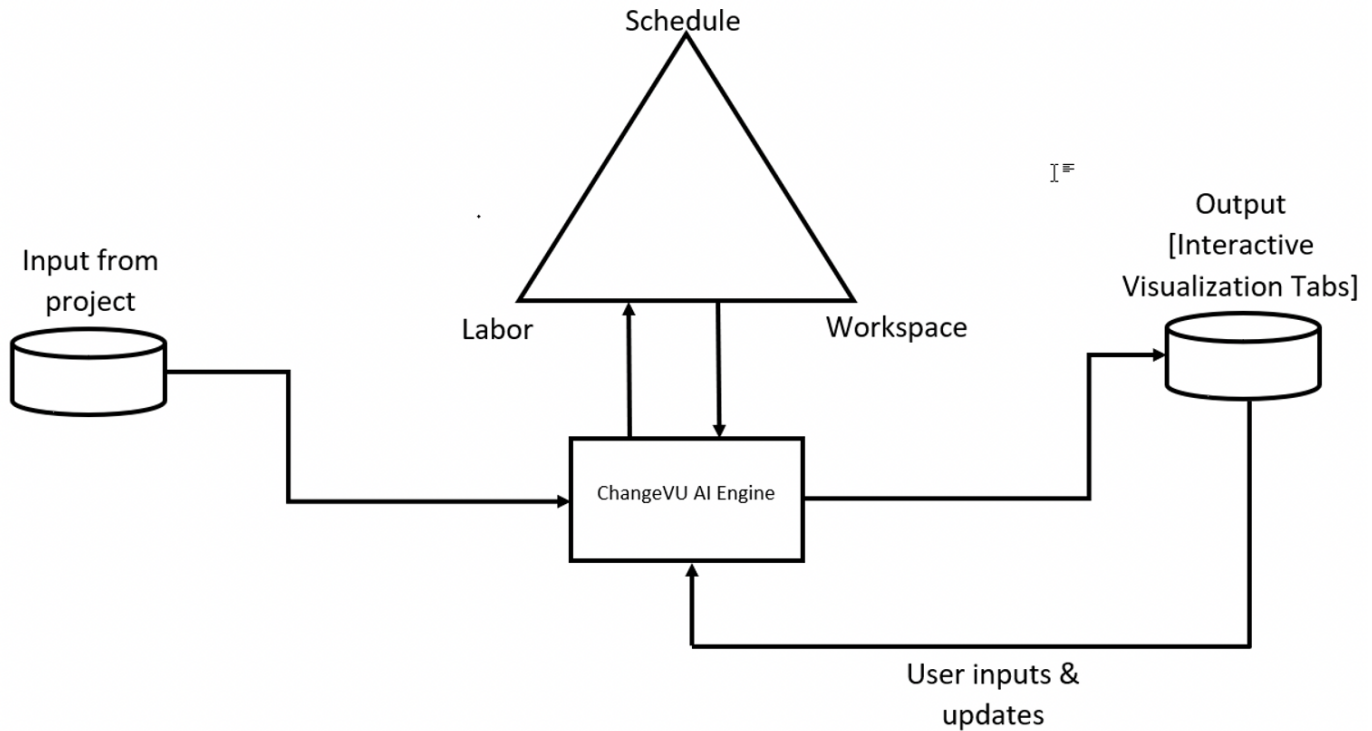 Schedule
Output
[Interactive
Visualization Tabs]
Input from
project
Labor
Workspace
ChangeVU AI Engine
User inputs &
updates